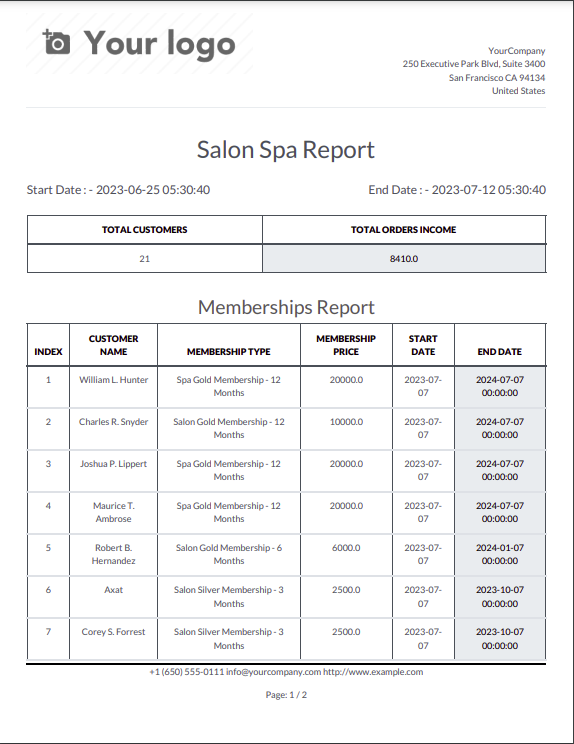 Your logo
YourCompany
250 Executive Park Blvd, Suite 3400
San Francisco CA 94134
United States
Salon Spa Report
Start Date : - 2023-06-25 05:30:40 End Date : - 2023-07-12 05:30:40
TOTAL CUSTOMERS TOTAL ORDERS INCOME
21 8410.0
Memberships Report
CUSTOMER MEMBERSHIP START
INDEX NAME MEMBERSHIP TYPE PRICE DATE END DATE
1 William L. Hunter Spa Gold Membership - 12 20000.0 2023-07- 2024-07-07
Months 07 00:00:00
2 Charles R. Snyder Salon Gold Membership - 12 10000.0 2023-07- 2024-07-07
Months 07 00:00:00
3 Joshua P. Lippert Spa Gold Membership - 12 20000.0 2023-07- 2024-07-07
Months 07 00:00:00
4 Maurice T. Spa Gold Membership - 12 20000.0 2023-07- 2024-07-07
Ambrose Months 07 00:00:00
5 Robert B. Salon Gold Membership - 6 6000.0 2023-07- 2024-01-07
Hernandez Months 07 00:00:00
6 Axat Salon Silver Membership - 3 2500.0 2023-07- 2023-10-07
Months 07 00:00:00
7 Corey S. Forrest Salon Silver Membership - 3 2500.0 2023-07- 2023-10-07
Months 07 00:00:00
+1 (650) 555-0111 info@yourcompany.com http://www.example.com
Page: 1 / 2